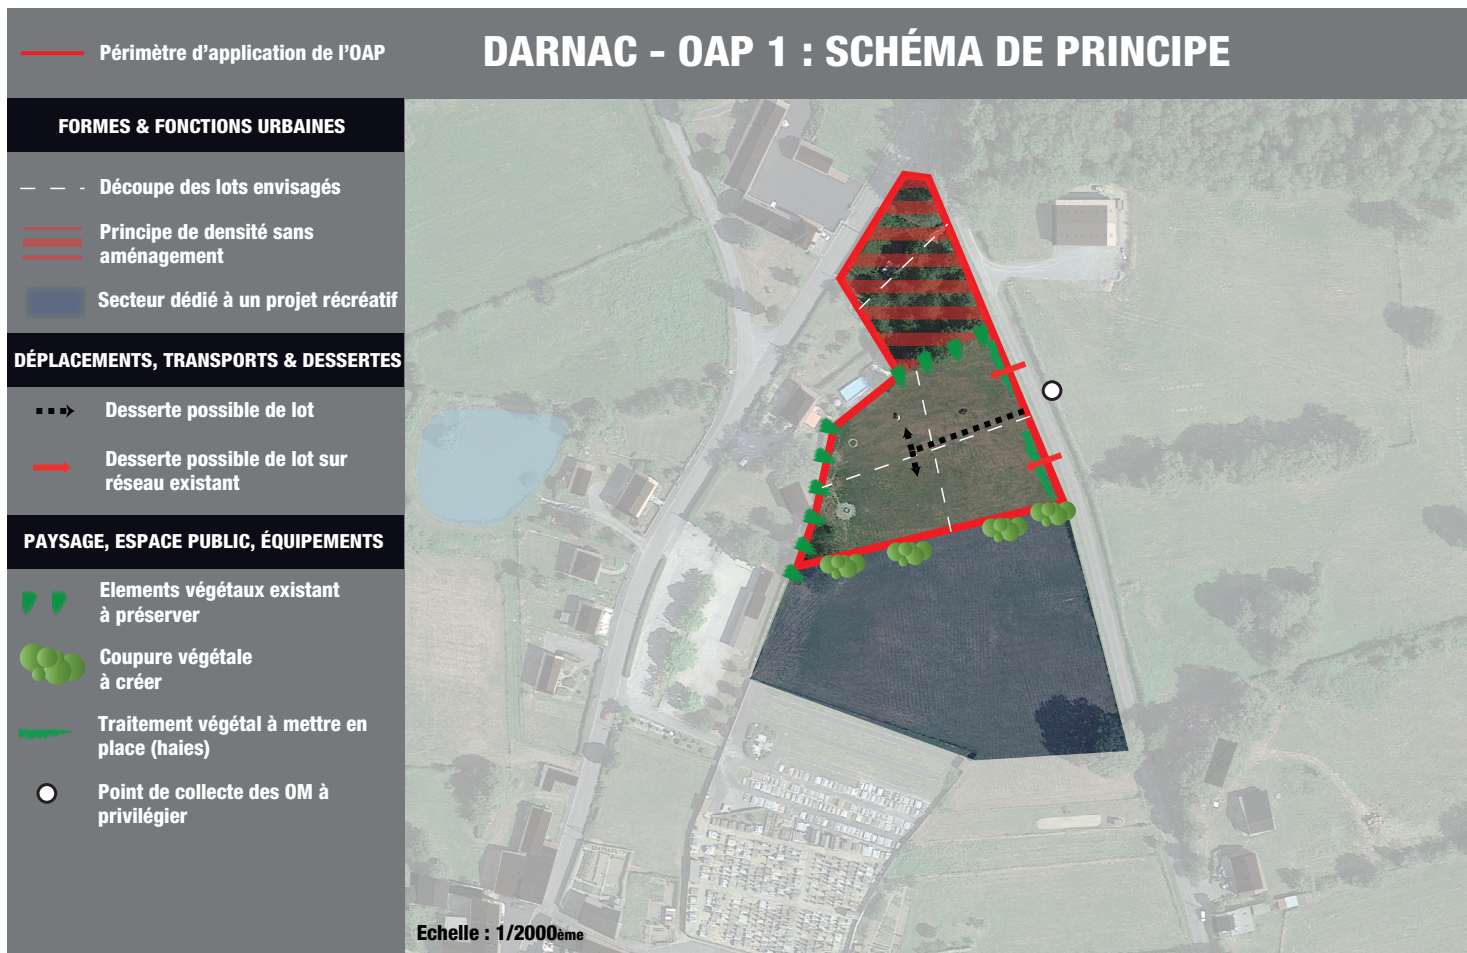 Périmètre d’application de l’OAP
DARNAC - OAP 1 : SCHÉMA DE PRINCIPE
FORMES & FONCTIONS URBAINES
Découpe des lots envisagés
Principe de densité sans
aménagement
Secteur dédié à un projet récréatif
DÉPLACEMENTS, TRANSPORTS & DESSERTES
Desserte possible de lot
Desserte possible de lot sur
réseau existant
PAYSAGE, ESPACE PUBLIC, ÉQUIPEMENTS
Elements végétaux existant
à préserver
Coupure végétale
à créer
Traitement végétal à mettre en
place (haies)
Point de collecte des OM à
privilégier
Echelle : 1/2000ème